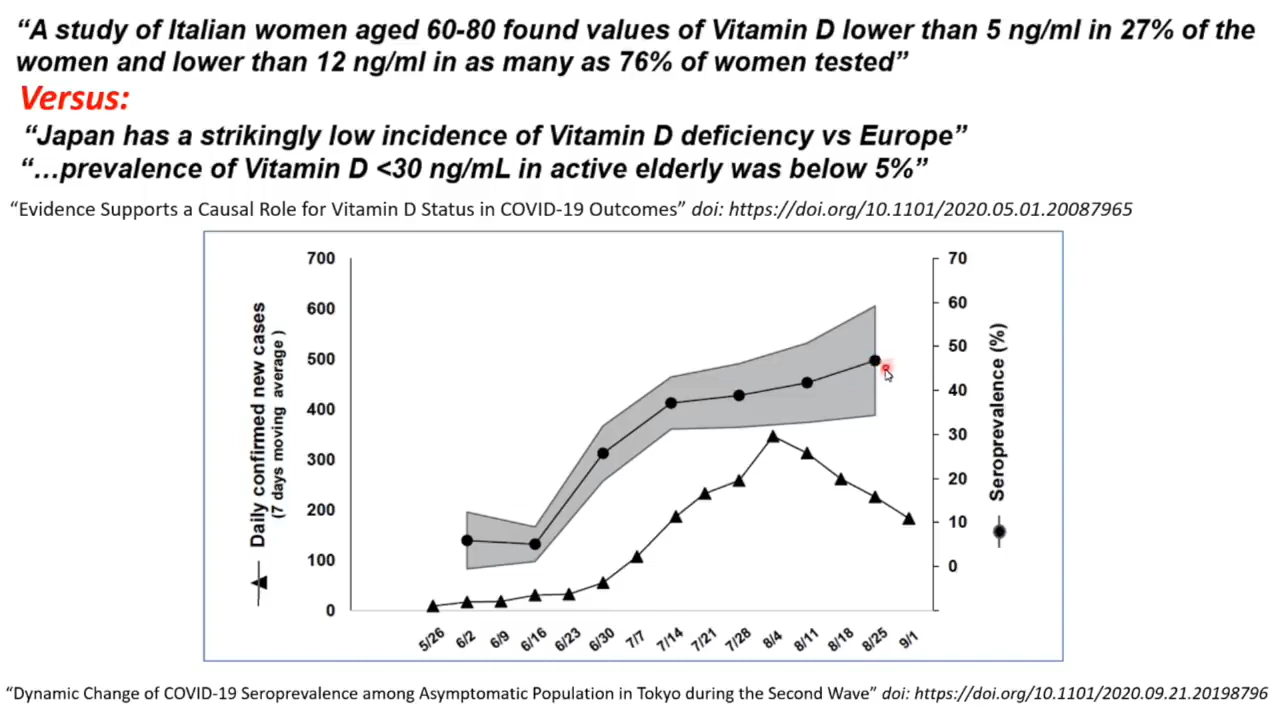 “A study of Italian women aged 60-80 found values of Vitamin D lower than 5 ng/ml in 27% of the
women and lower than 12 ng/ml in as many as 76% of women tested”
Versus:
“Japan has a strikingly low incidence of Vitamin D deficiency vs Europe”
“…prevalence of Vitamin D <30 ng/mL in active elderly was below 5%”
“Evidence Supports a Causal Role for Vitamin D Status in COVID-19 Outcomes” doi: https://doi.org/10.1101/2020.05.01.20087965
Daily confirmed new cases
(7 days moving average )
700
600
500
400
300
200
100
0
70
60
50
40
30
20
10
0
Seroprevalence (%)
5/26 6/2 6/9 6/16 6/23 6/30 7/7 7/14 7/21 7/28 8/4 8/11 8/18 8/25 9/1
“Dynamic Change of COVID-19 Seroprevalence among Asymptomatic Population in Tokyo during the Second Wave” doi: https://doi.org/10.1101/2020.09.21.20198796